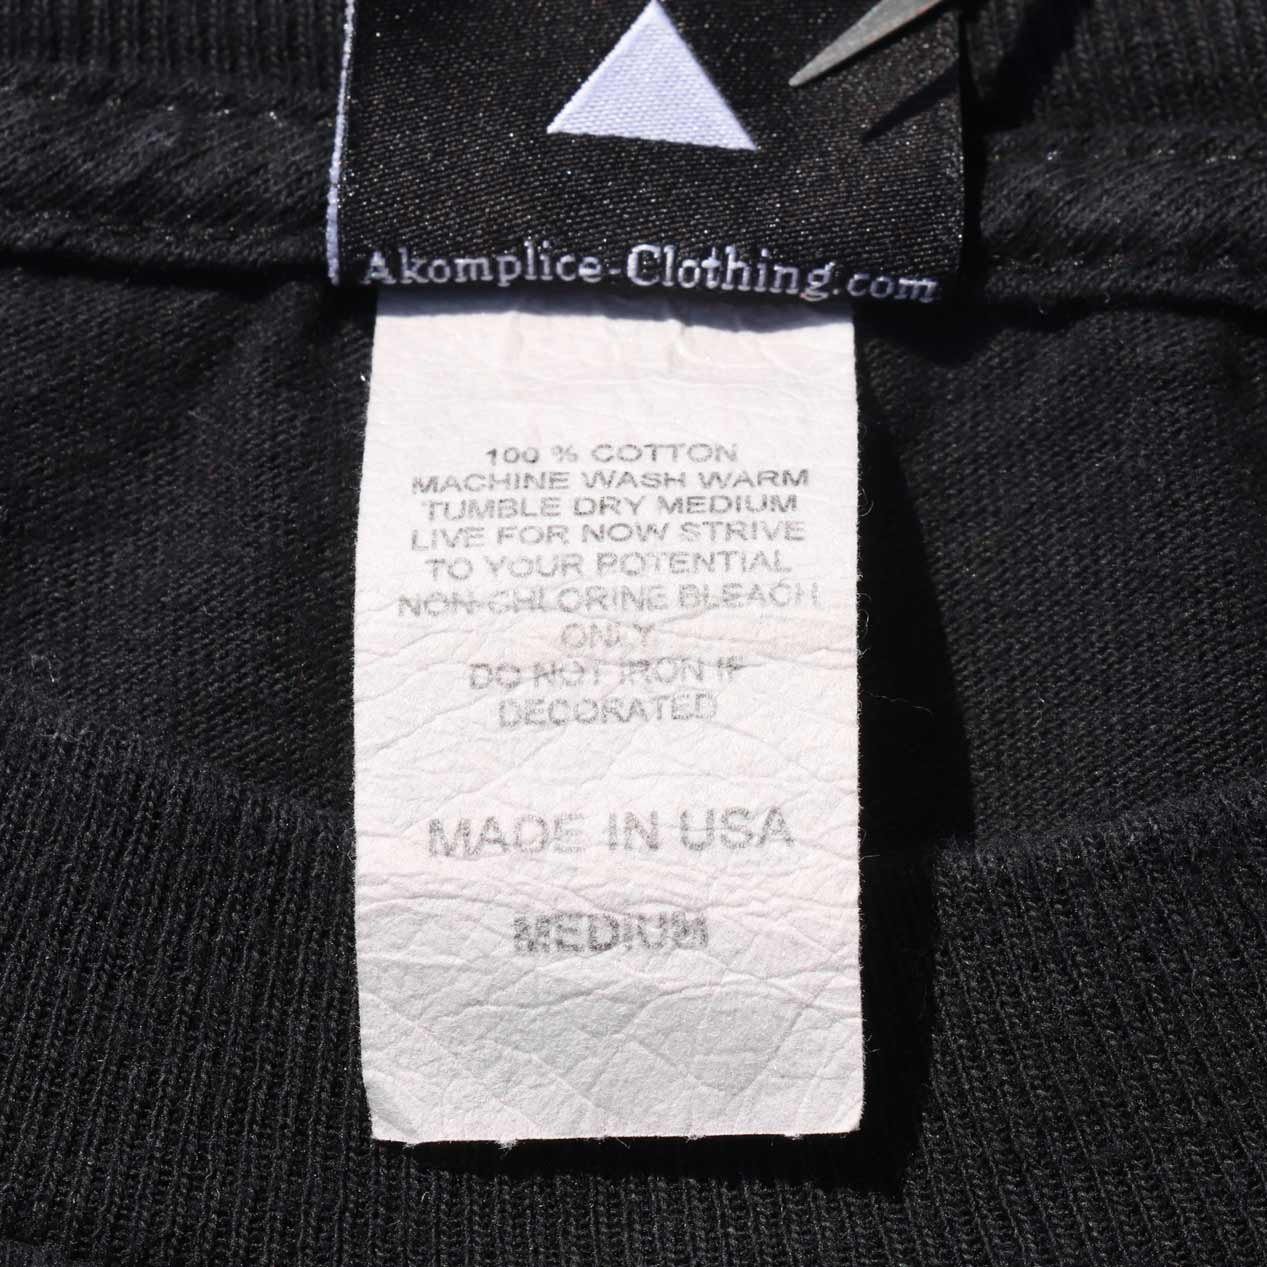 Akomplice-Clothing.com
100 % COTTON
MACHINE WASH WARM
TUMBLE DRY MEDIUM
LIVE FOR NOW STRIVE
TO YOUR POTENTIAL
NON-CHLORINE BLEACH
ONLY
DO NOT IRON IF
DECORATED
MADE IN USA
MEDIUM